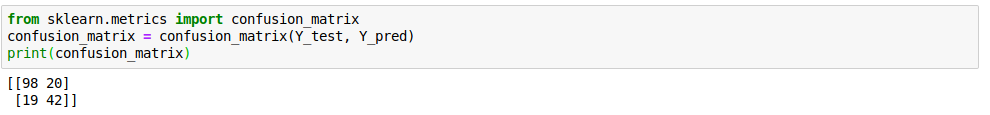 from sklearn.metrics import confusion_matrix
confusion_matrix = confusion_matrix(Y_test, Y_pred)
print(confusion_matrix)
[[98 20]
 [19 42]]